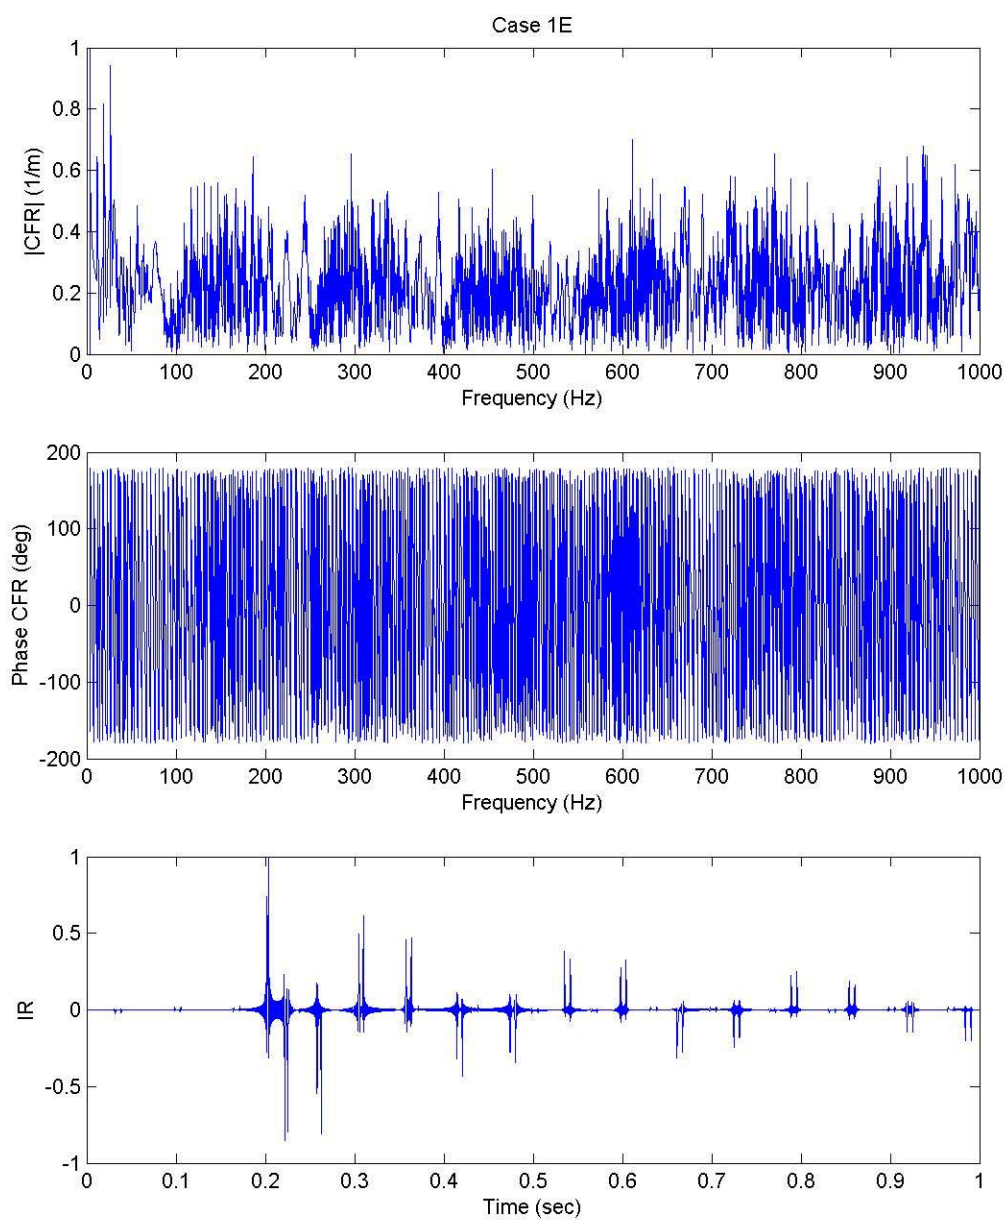 Case 1E
1
0.8
0.6
0.4
0.2
0
|CFR| (1/m)
0 100 200 300 400 500 600 700 800 900 1000
Frequency (Hz)
200
100
0
-100
-200
Phase CFR (deg)
0 100 200 300 400 500 600 700 800 900 1000
Frequency (Hz)
1
0.5
0
-0.5
-1
IR
0 0.1 0.2 0.3 0.4 0.5 0.6 0.7 0.8 0.9 1
Time (sec)